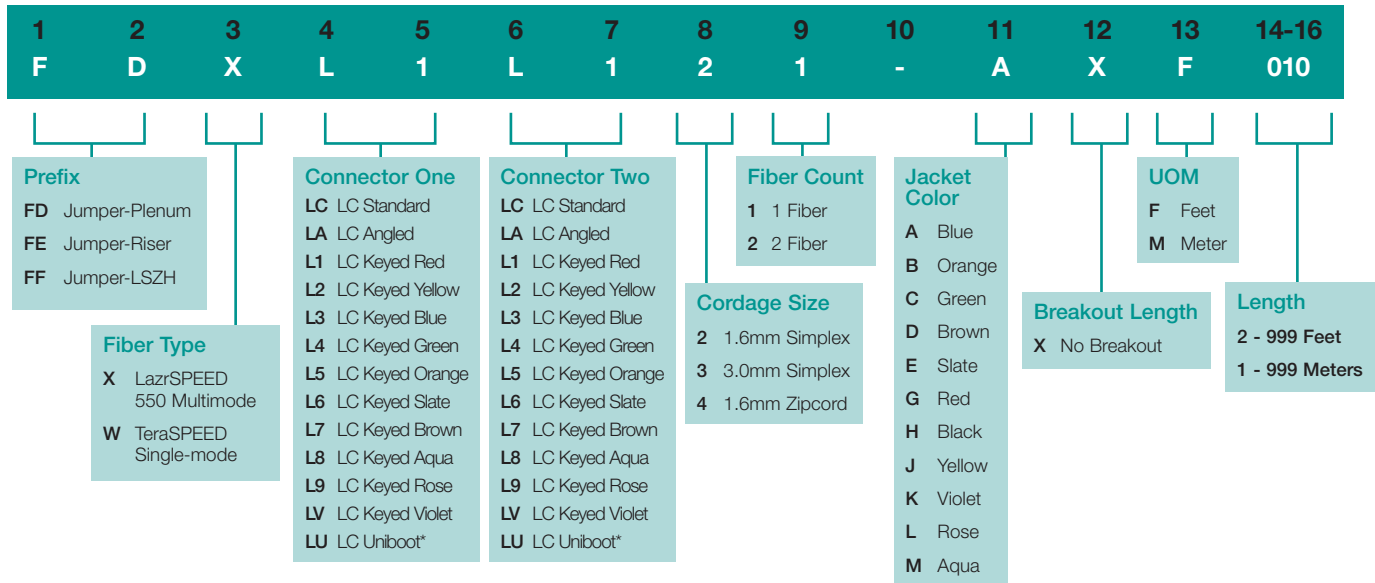 1 2 3 4 5 6 7 8 9 10 11 12 13 14-16
F D X L 1 L 1 2 1 - A X F 010
Prefix
FD Jumper-Plenum
FE Jumper-Riser
FF Jumper-LSZH
Fiber Type
X LazrSPEED
550 Multimode
W TeraSPEED
Single-mode
Connector One
LC LC Standard
LA LC Angled
L1 LC Keyed Red
L2 LC Keyed Yellow
L3 LC Keyed Blue
L4 LC Keyed Green
L5 LC Keyed Orange
L6 LC Keyed Slate
L7 LC Keyed Brown
L8 LC Keyed Aqua
L9 LC Keyed Rose
LV LC Keyed Violet
LU LC Uniboot*
Connector Two
LC LC Standard
LA LC Angled
L1 LC Keyed Red
L2 LC Keyed Yellow
L3 LC Keyed Blue
L4 LC Keyed Green
L5 LC Keyed Orange
L6 LC Keyed Slate
L7 LC Keyed Brown
L8 LC Keyed Aqua
L9 LC Keyed Rose
LV LC Keyed Violet
LU LC Uniboot*
Cordage Size
2 1.6mm Simplex
3 3.0mm Simplex
4 1.6mm Zipcord
Fiber Count
1 1 Fiber
2 2 Fiber
Jacket
Color
A Blue
B Orange
C Green
D Brown
E Slate
G Red
H Black
J Yellow
K Violet
L Rose
M Aqua
Breakout Length
X No Breakout
UOM
F Feet
M Meter
Length
2 - 999 Feet
1 - 999 Meters